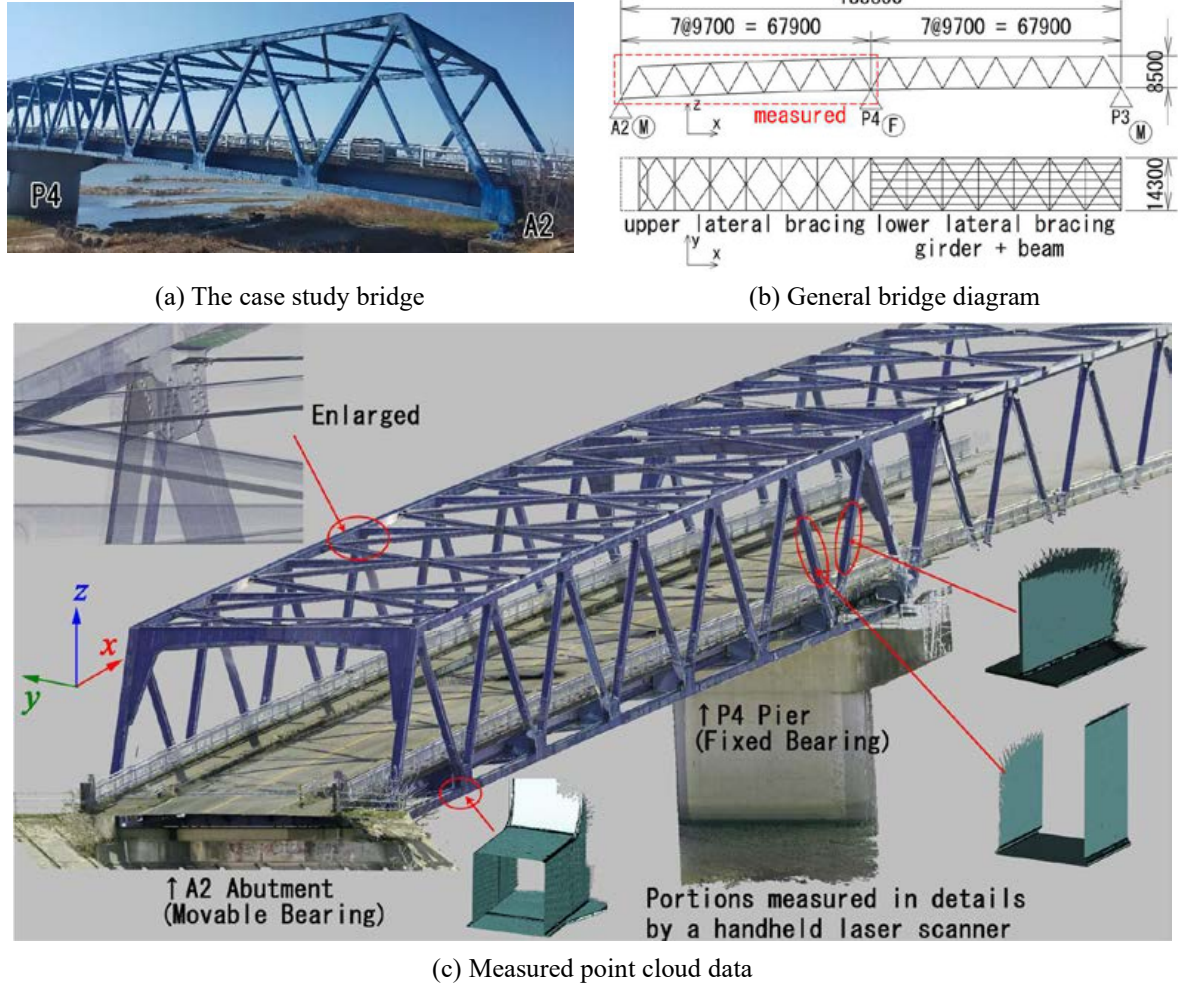 P4
A2
7@9700 = 67900
7@9700 = 67900
8500
z
x
measured
A2 M
P4 F
P3
M
14300
upper lateral bracing lower lateral bracing
girder + beam
y
x
(a) The case study bridge
(b) General bridge diagram
Enlarged
z
x
y
↑P4 Pier
(Fixed Bearing)
↑A2 Abutment
(Movable Bearing)
Portions measured in details
by a handheld laser scanner
(c) Measured point cloud data